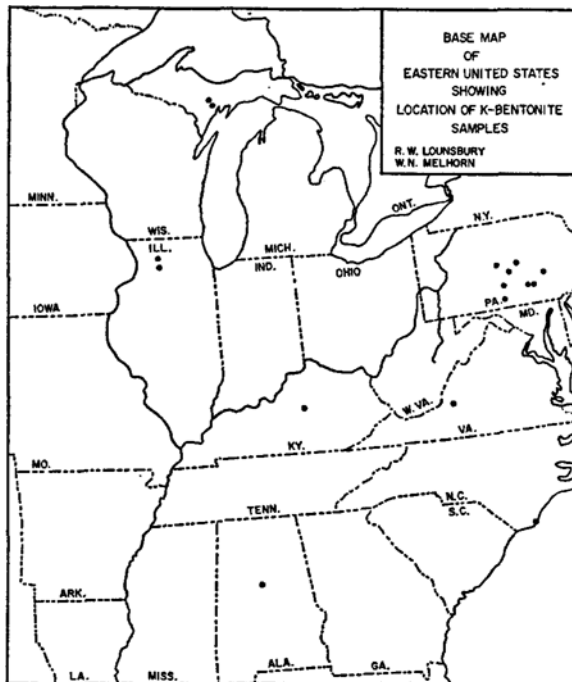 BASE MAP
OF
EASTERN UNITED STATES
SHOWING
LOCATION OF K-BENTONITE
SAMPLES
R. W. LOUNSBURY
W. N. MELHORN
MINN.
WIS.
ILL.
IOWA
MICH.
IND.
OHIO
ONT.
N.Y.
PA.
MD.
W. VA.
VA.
KY.
MO.
TENN.
N.C.
S.C.
ARK.
LA.
MISS.
ALA.
GA.